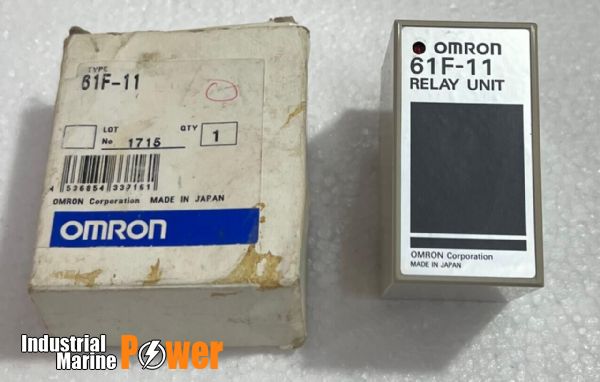 TYPE
61F-11
LOT
No 1715
QTY 1
4 536854 339161
OMRON Corporation MADE IN JAPAN
OMRON
OMRON
61F-11
RELAY UNIT
OMRON Corporation
MADE IN JAPAN
Industrial
Marine Power